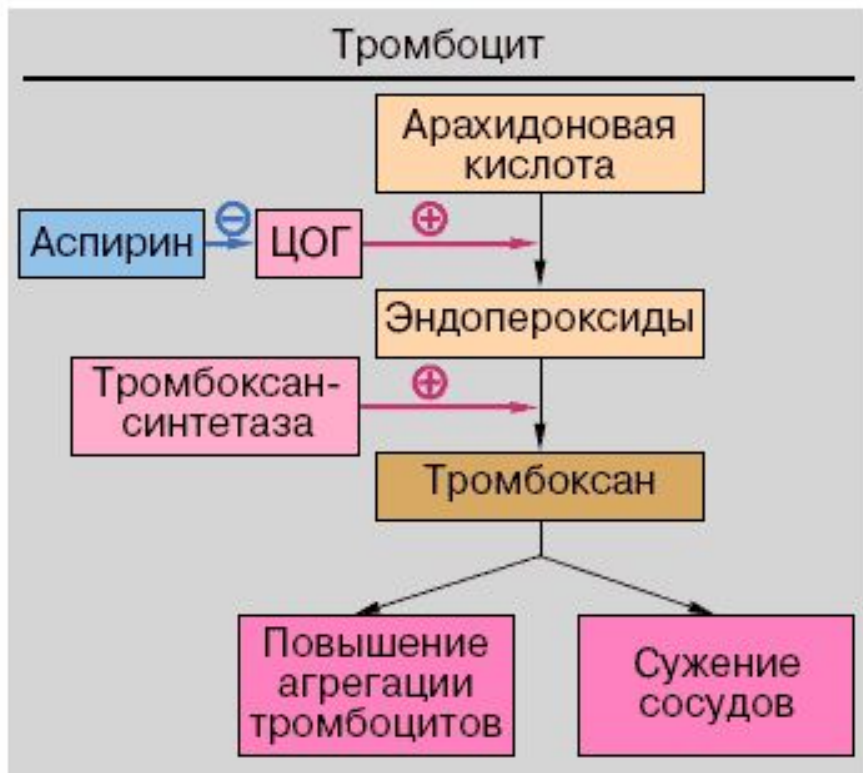 Тромбоцит
Арахидоновая
кислота
Аспирин
⊖
ЦОГ
⊕
Эндопероксиды
Тромбоксан-
синтетаза
⊕
Тромбоксан
Повышение
агрегации
тромбоцитов
Сужение
сосудов